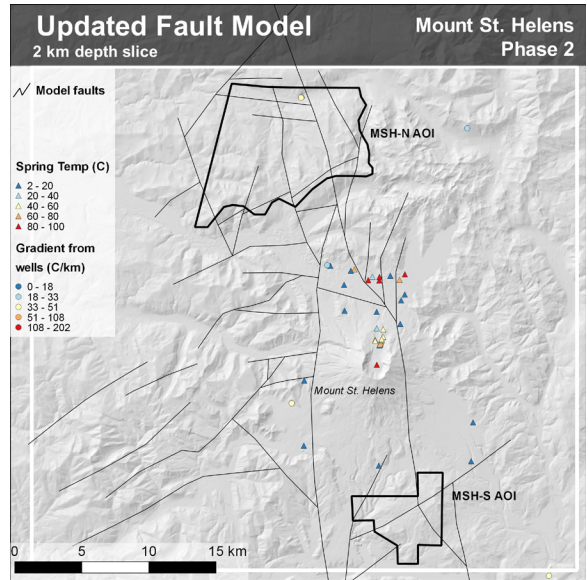 Updated Fault Model
2 km depth slice
Mount St. Helens
Phase 2
Model faults
MSH-N AOI
Spring Temp (C)
2 - 20
20 - 40
40 - 60
60 - 80
80 - 100
Gradient from
wells (C/km)
0 - 18
18 - 33
33 - 51
51 - 108
108 - 202
Mount St. Helens
MSH-S AOI
0 5 10 15 km